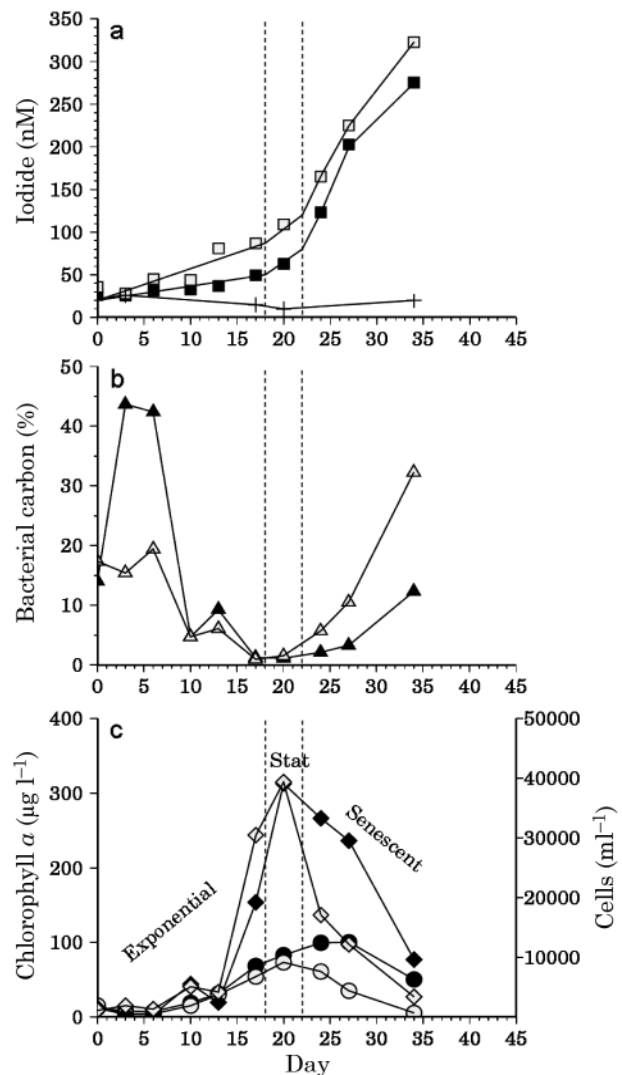 a
350
300
250
200
150
100
50
0
Iodide (nM)
0 5 10 15 20 25 30 35 40 45
b
50
40
30
20
10
0
Bacterial carbon (%)
0 5 10 15 20 25 30 35 40 45
c
400
300
200
100
0
Chlorophyll a (µg l⁻¹)
Exponential
Stat
Senescent
50000
40000
30000
20000
10000
Cells (ml⁻¹)
0 5 10 15 20 25 30 35 40 45
Day